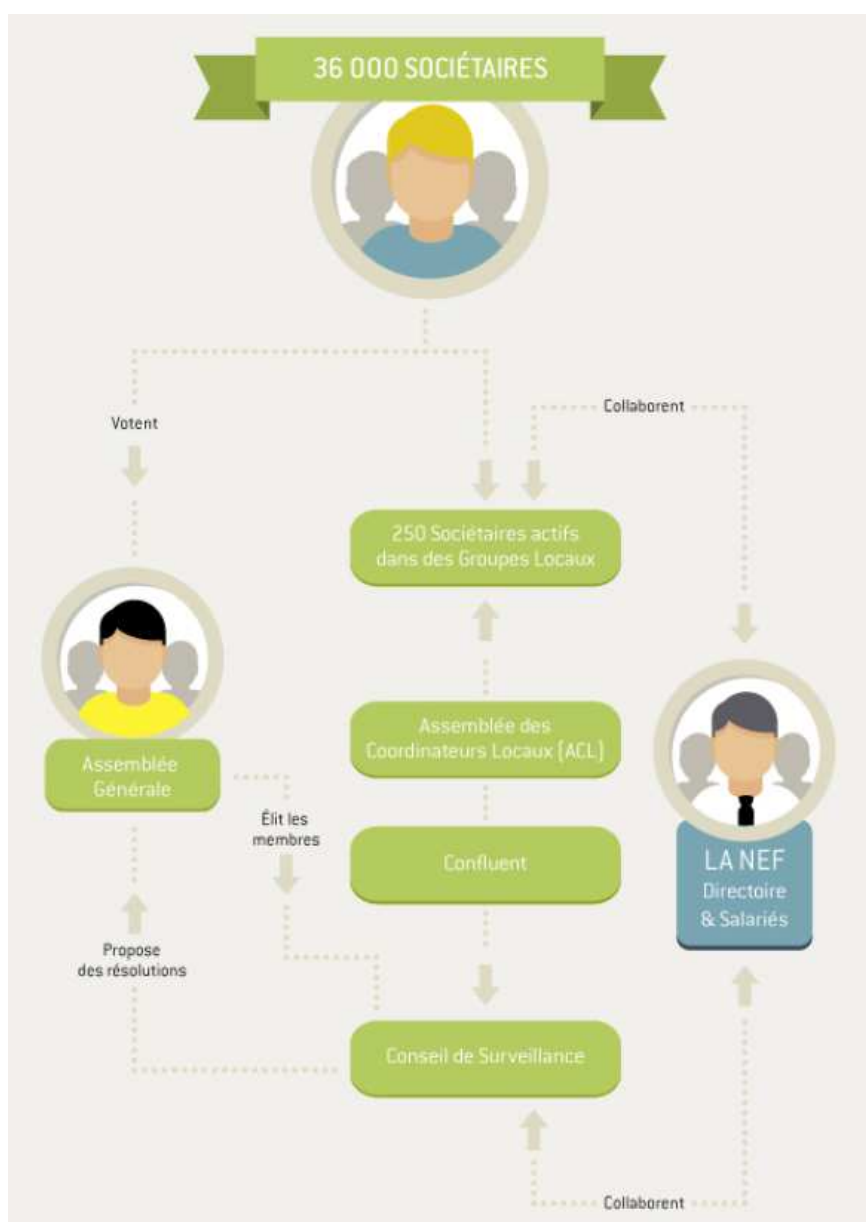 36 000 SOCIÉTAIRES
Votent
Collaborent
250 Sociétaires actifs
dans des Groupes Locaux
Assemblée des
Coordinateurs Locaux (ACL)
Assemblée
Générale
Élit les
membres
Confluent
LA NEF
Directoire
& Salariés
Propose
des résolutions
Conseil de Surveillance
Collaborent